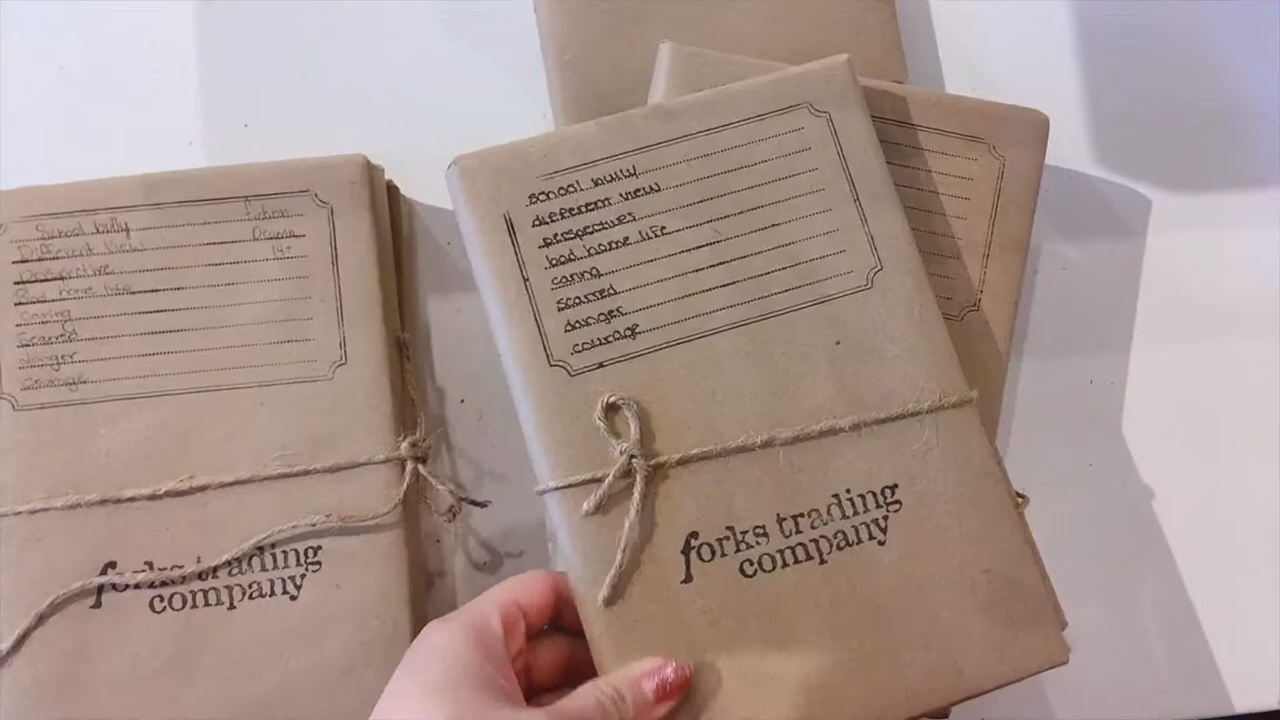 School bully
Different View
Perspective
Bad home life
Caring
Scarred
danger
Courage
fiction
Drama
14+
forks trading
company
school bully
different view
perspectives
bad home life
caring
scarred
danger
courage
forks trading
company